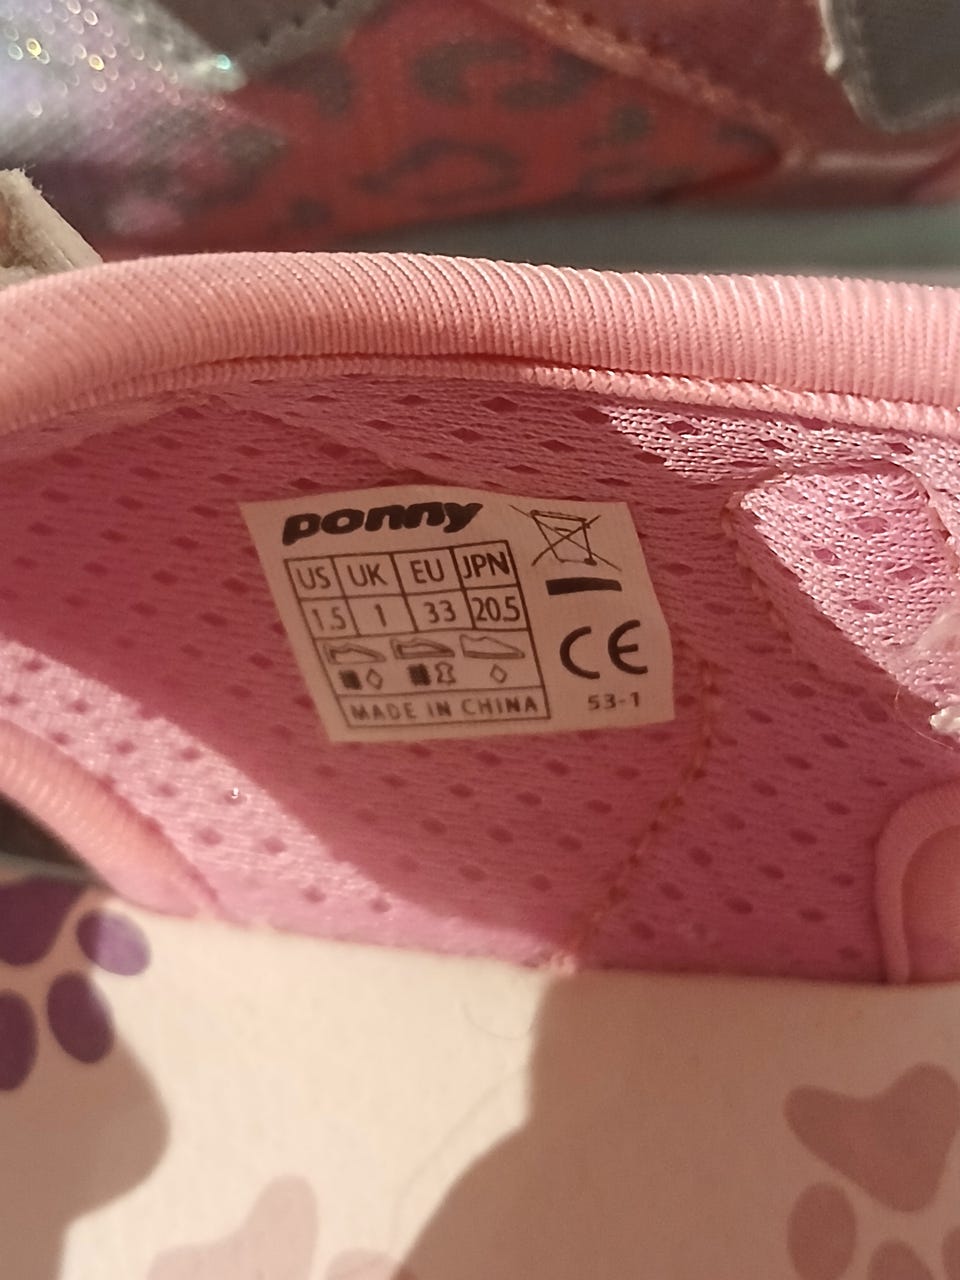 ponny
US UK EU JPN
1.5 1 33 20.5
MADE IN CHINA
CE
53-1